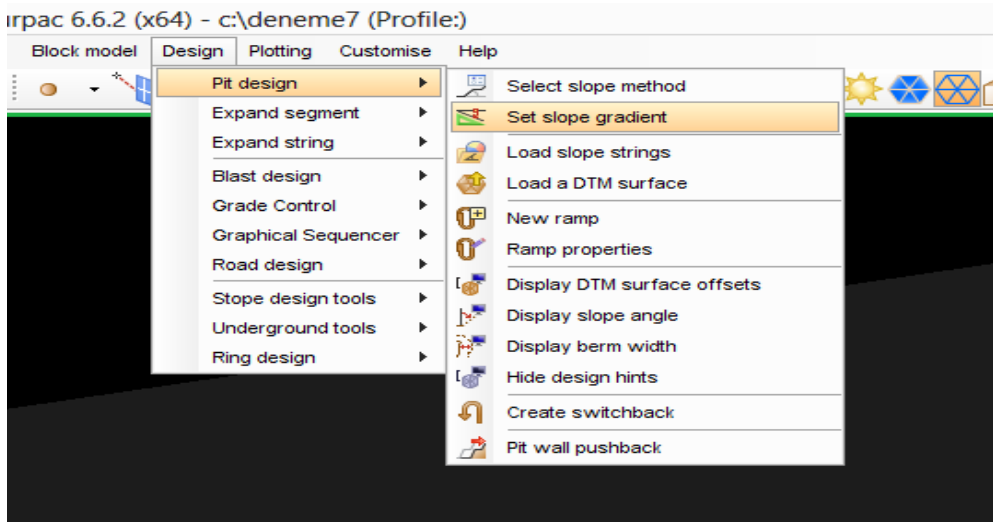 urpac 6.6.2 (x64) - c:\deneme7 (Profile:)
Block model Design Plotting Customise Help
Pit design
Expand segment
Expand string
Blast design
Grade Control
Graphical Sequencer
Road design
Stope design tools
Underground tools
Ring design
Select slope method
Set slope gradient
Load slope strings
Load a DTM surface
New ramp
Ramp properties
Display DTM surface offsets
Display slope angle
Display berm width
Hide design hints
Create switchback
Pit wall pushback